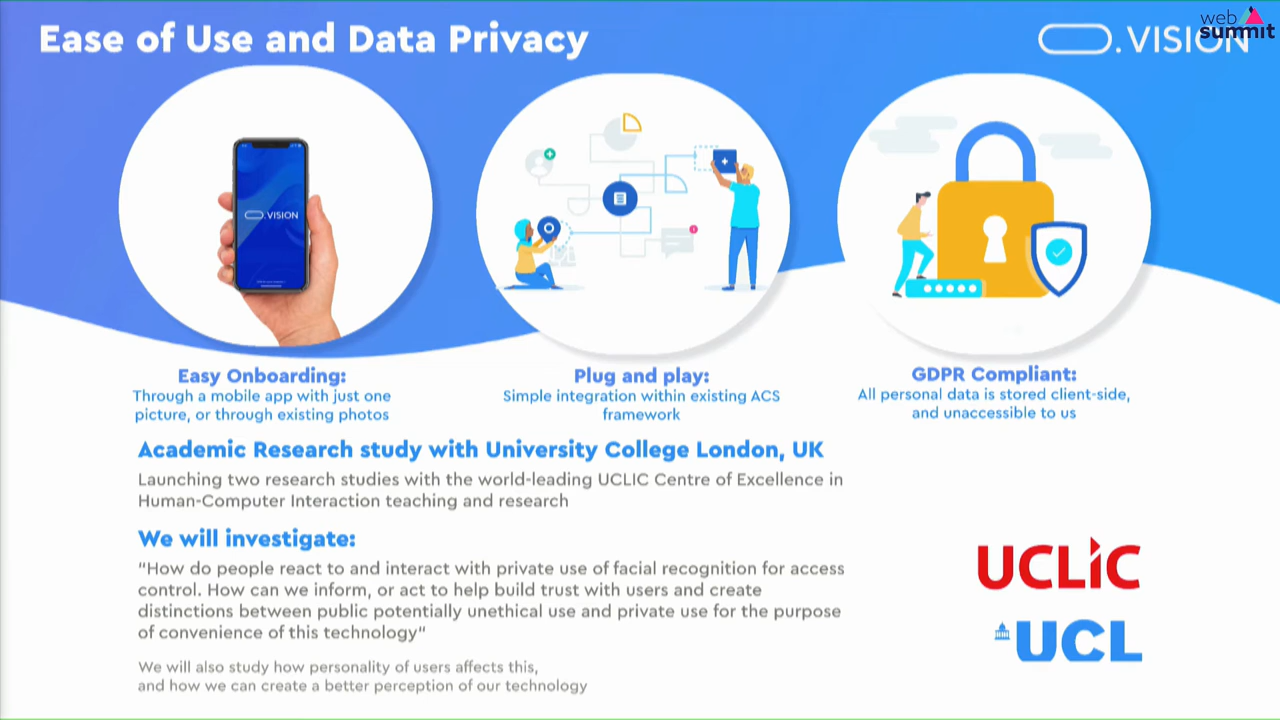 Ease of Use and Data Privacy
.VISION
web
summit
.VISION
Easy Onboarding:
Through a mobile app with just one
picture, or through existing photos
Plug and play:
Simple integration within existing ACS
framework
GDPR Compliant:
All personal data is stored client-side,
and unaccessible to us
Academic Research study with University College London, UK
Launching two research studies with the world-leading UCLIC Centre of Excellence in
Human-Computer Interaction teaching and research
We will investigate:
"How do people react to and interact with private use of facial recognition for access
control. How can we inform, or act to help build trust with users and create
distinctions between public potentially unethical use and private use for the purpose
of convenience of this technology"
We will also study how personality of users affects this,
and how we can create a better perception of our technology
UCLIC
UCL